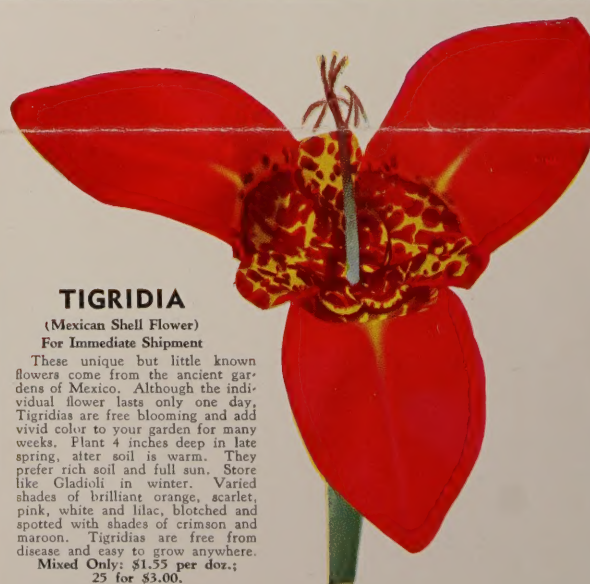 TIGRIDIA
(Mexican Shell Flower)
For Immediate Shipment
These unique but little known
flowers come from the ancient gar-
dens of Mexico. Although the indi-
vidual flower lasts only one day,
Tigridias are free blooming and add
vivid color to your garden for many
weeks. Plant 4 inches deep in late
spring, after soil is warm. They
prefer rich soil and full sun. Store
like Gladioli in winter. Varied
shades of brilliant orange, scarlet,
pink, white and lilac, blotched and
spotted with shades of crimson and
maroon. Tigridias are free from
disease and easy to grow anywhere.
Mixed Only: $1.55 per doz.;
25 for $3.00.